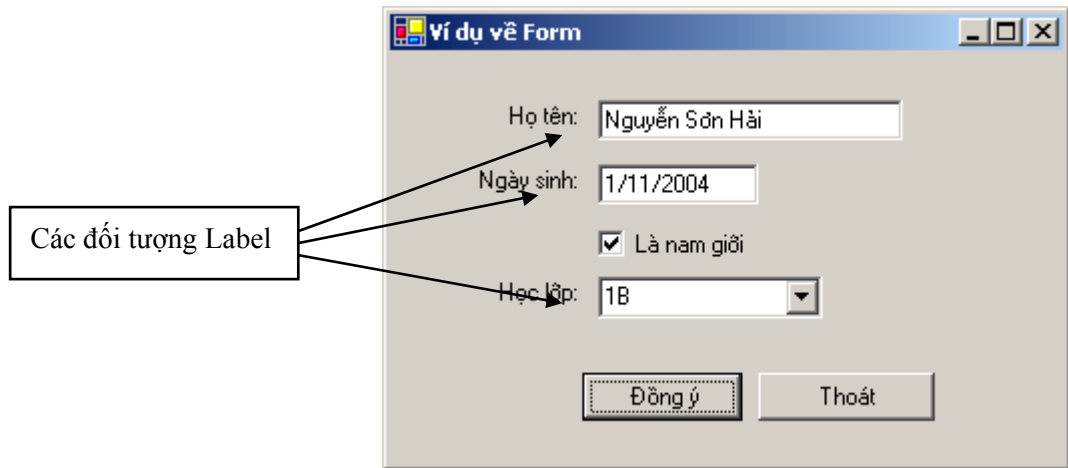 Ví dụ về Form
Họ tên: Nguyễn Sơn Hải
Ngày sinh: 1/11/2004
Các đối tượng Label
Là nam giới
Học lớp: 1B
Đồng ý Thoát